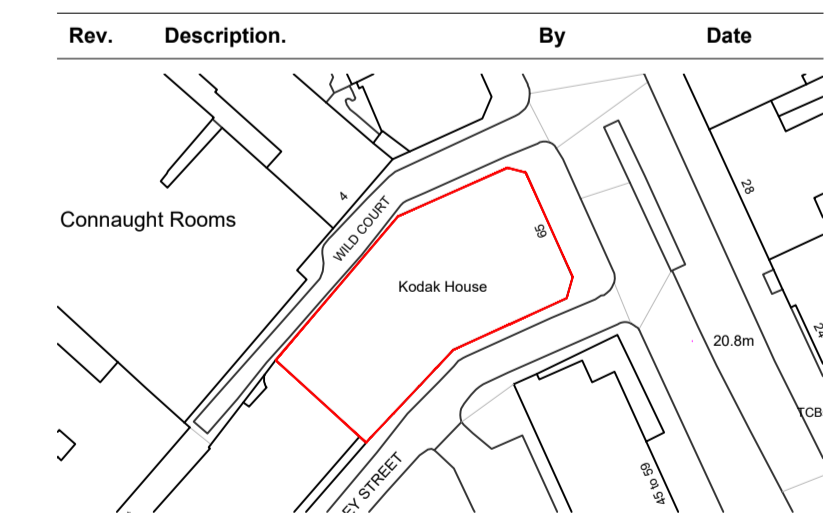 Rev. Description. By Date
28
4
Connaught Rooms
WILD COURT
65
Kodak House
20.8m
24
TCB
EY STREET
45 to 59